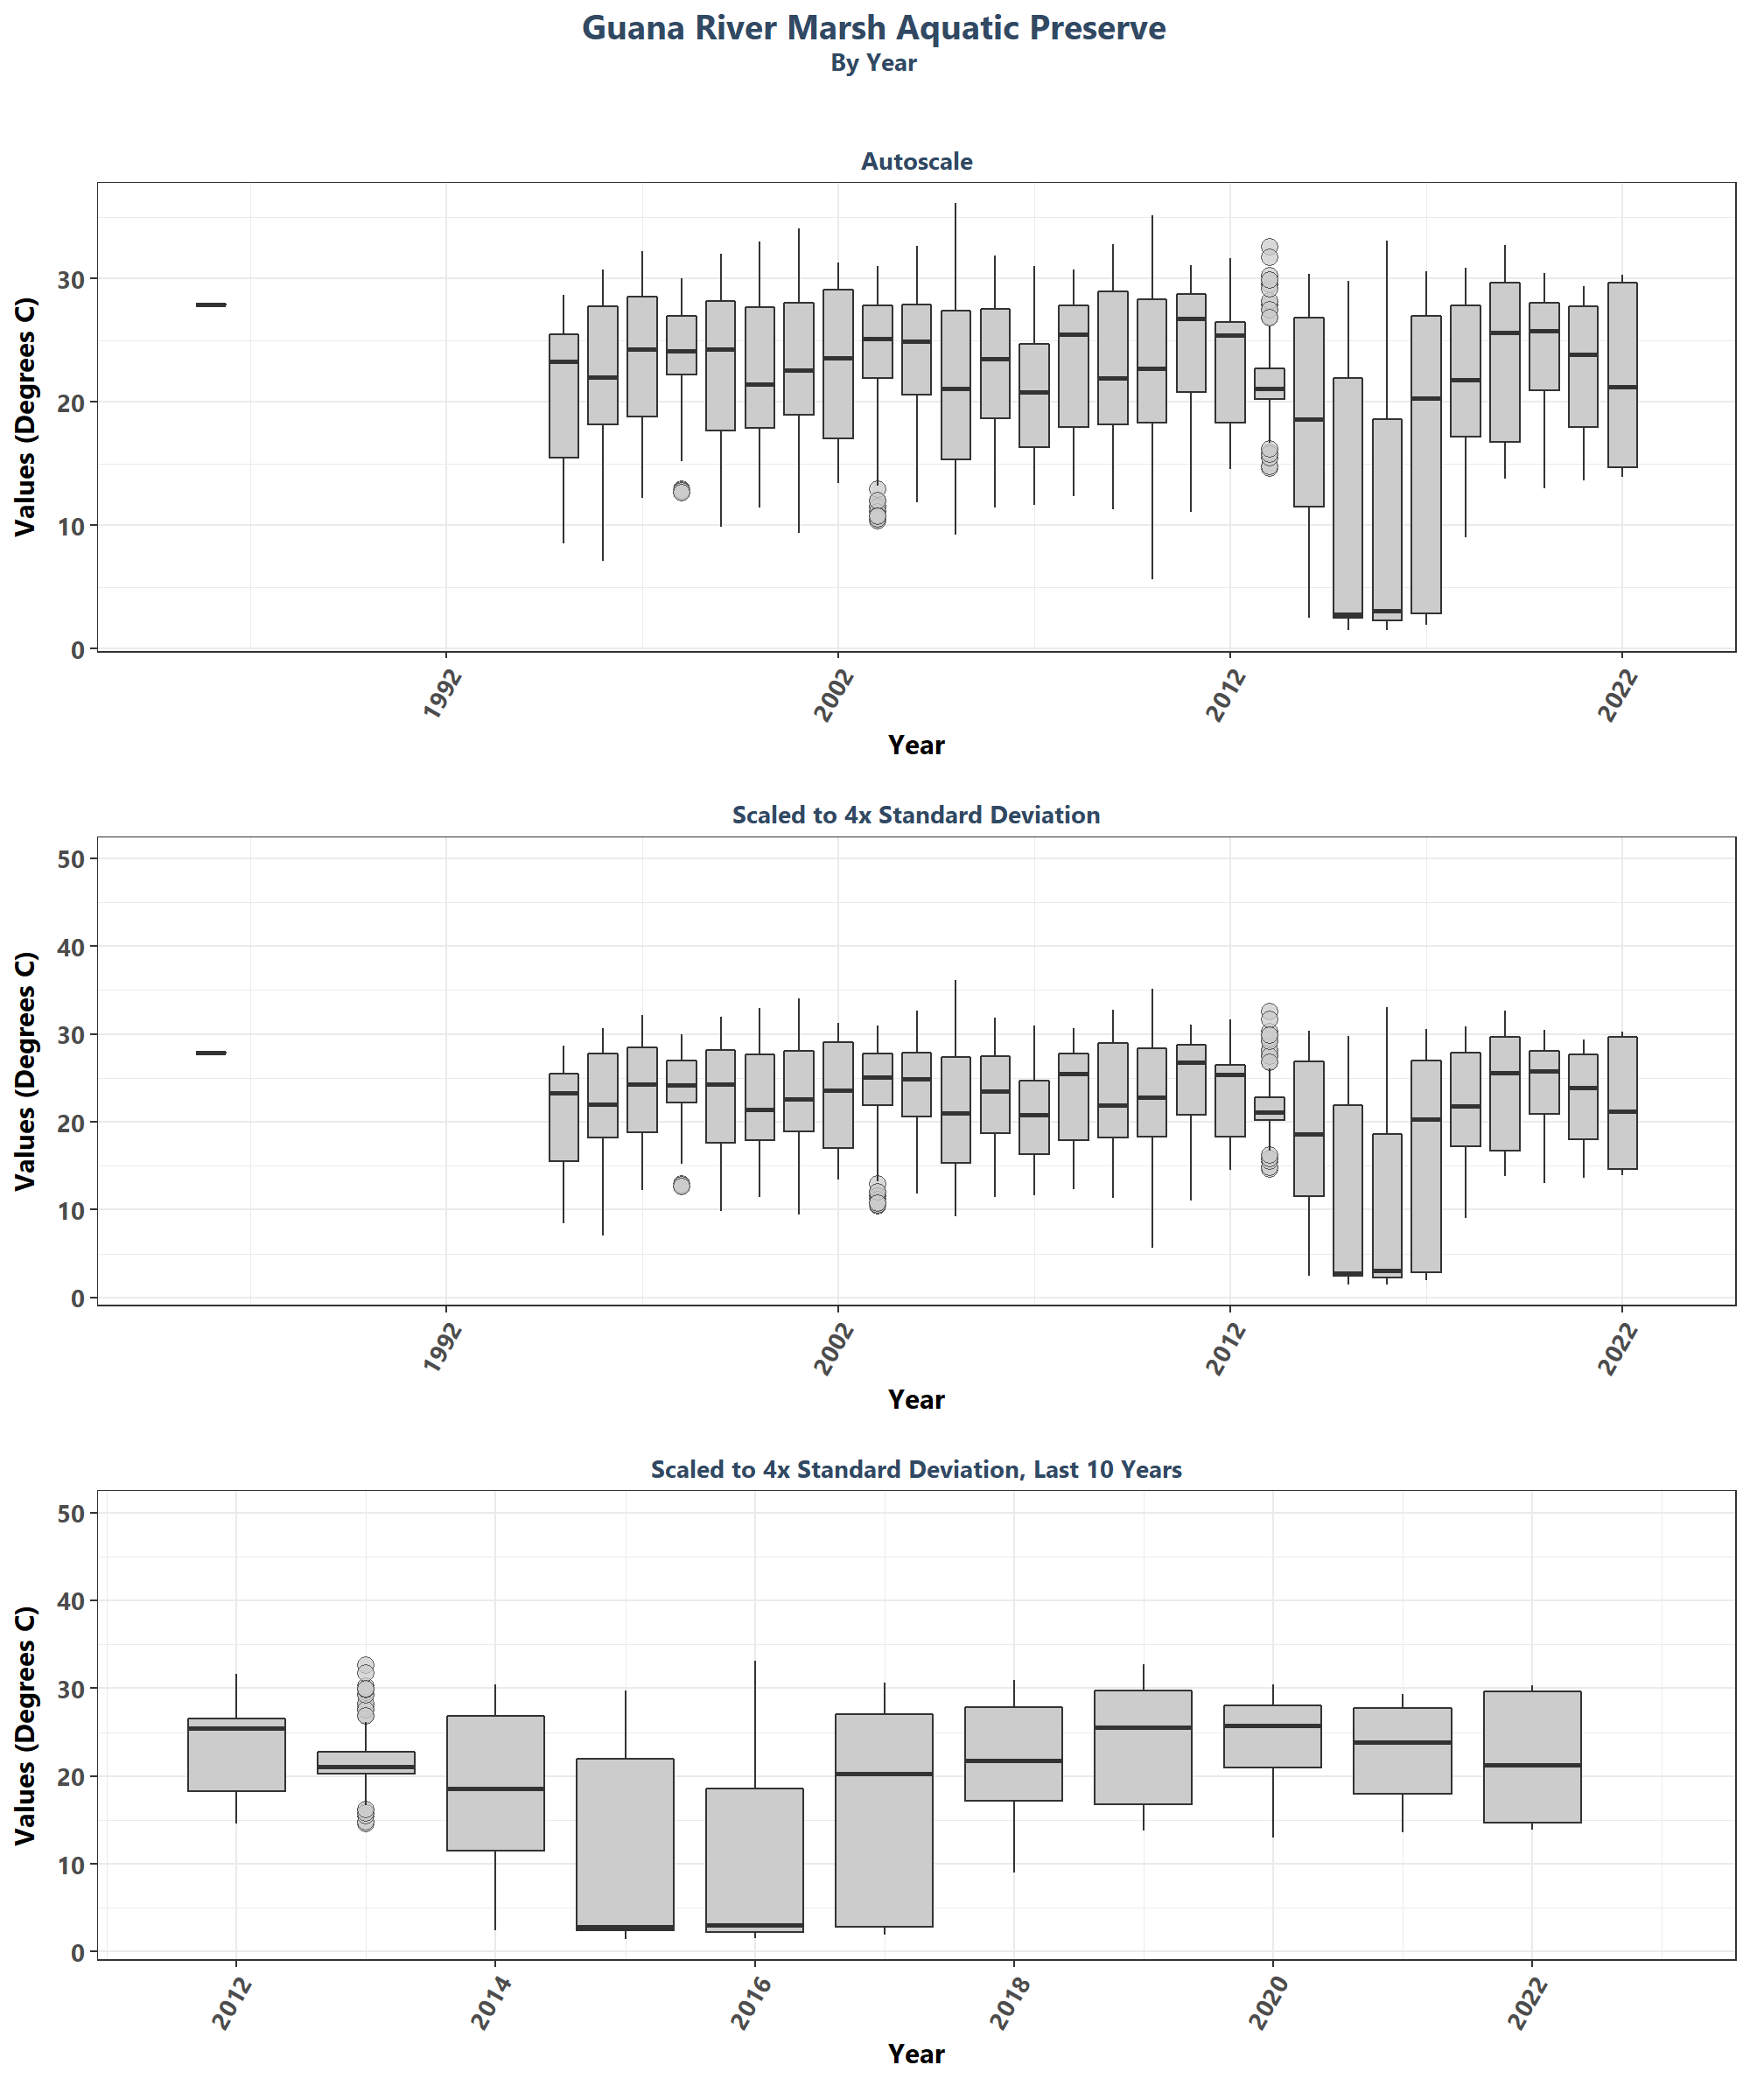 Guana River Marsh Aquatic Preserve
By Year
Autoscale
Values (Degrees C)
30
20
10
0
1992
2002
2012
2022
Year
Scaled to 4x Standard Deviation
Values (Degrees C)
50
40
30
20
10
0
1992
2002
2012
2022
Year
Scaled to 4x Standard Deviation, Last 10 Years
Values (Degrees C)
50
40
30
20
10
0
2012
2014
2016
2018
2020
2022
Year